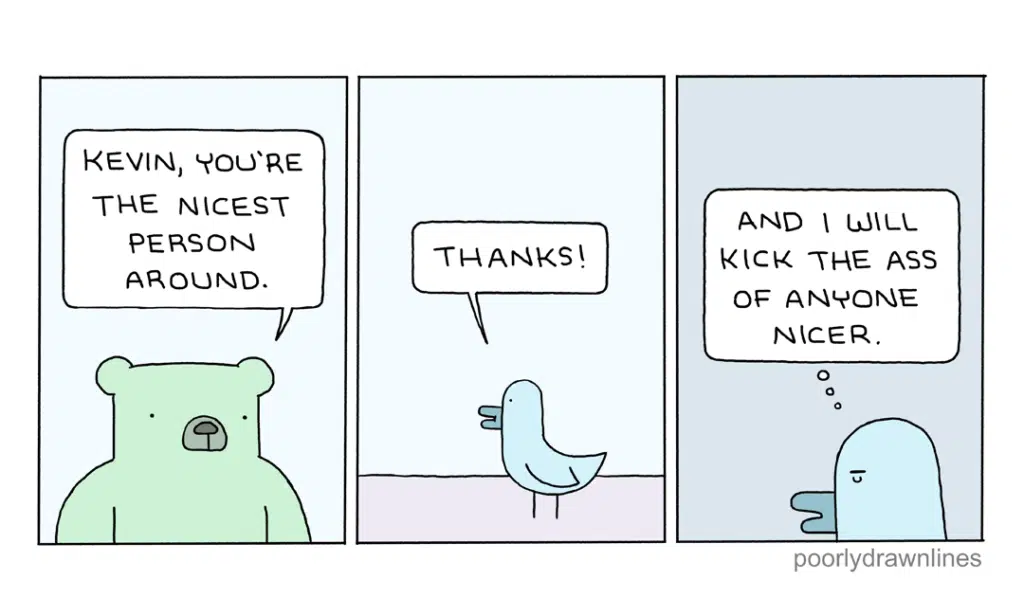 KEVIN, YOU'RE
THE NICEST
PERSON
AROUND.
THANKS!
AND I WILL
KICK THE ASS
OF ANYONE
NICER.
poorlydrawnlines